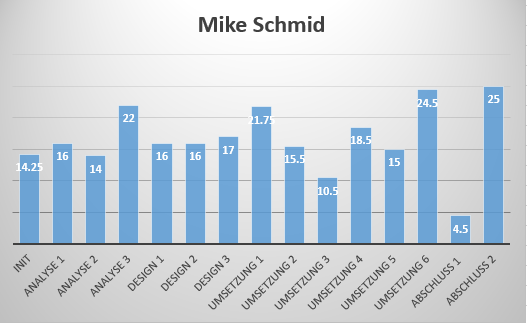 Mike Schmid
14.25
16
14
22
16
16
17
21.75
15.5
10.5
18.5
15
24.5
4.5
25
INIT
ANALYSE 1
ANALYSE 2
ANALYSE 3
DESIGN 1
DESIGN 2
DESIGN 3
UMSETZUNG 1
UMSETZUNG 2
UMSETZUNG 3
UMSETZUNG 4
UMSETZUNG 5
UMSETZUNG 6
ABSCHLUSS 1
ABSCHLUSS 2